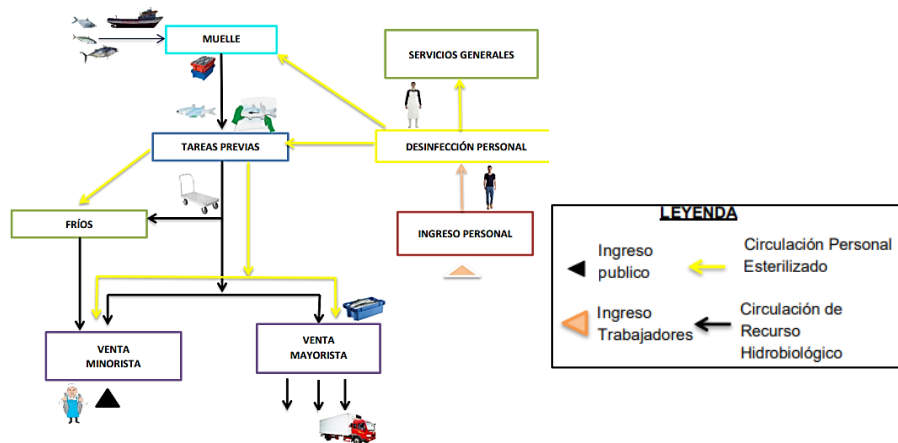 MUELLE
SERVICIOS GENERALES
TAREAS PREVIAS
DESINFECCIÓN PERSONAL
FRÍOS
INGRESO PERSONAL
VENTA
MINORISTA
VENTA
MAYORISTA
LEYENDA
Ingreso
publico
Circulación Personal
Esterilizado
Ingreso
Trabajadores
Circulación de
Recurso
Hidrobiológico